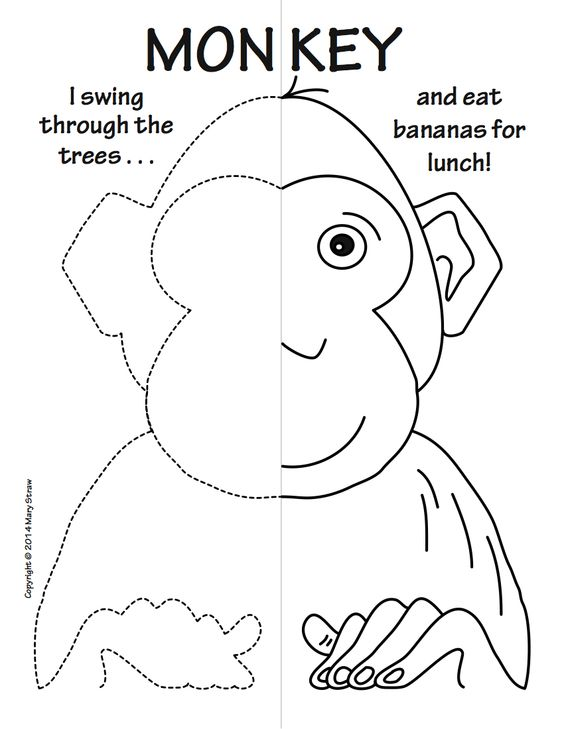 MONKEY
I swing
through the
trees . . .
and eat
bananas for
lunch!
Copyright © 2014 Mary Straw